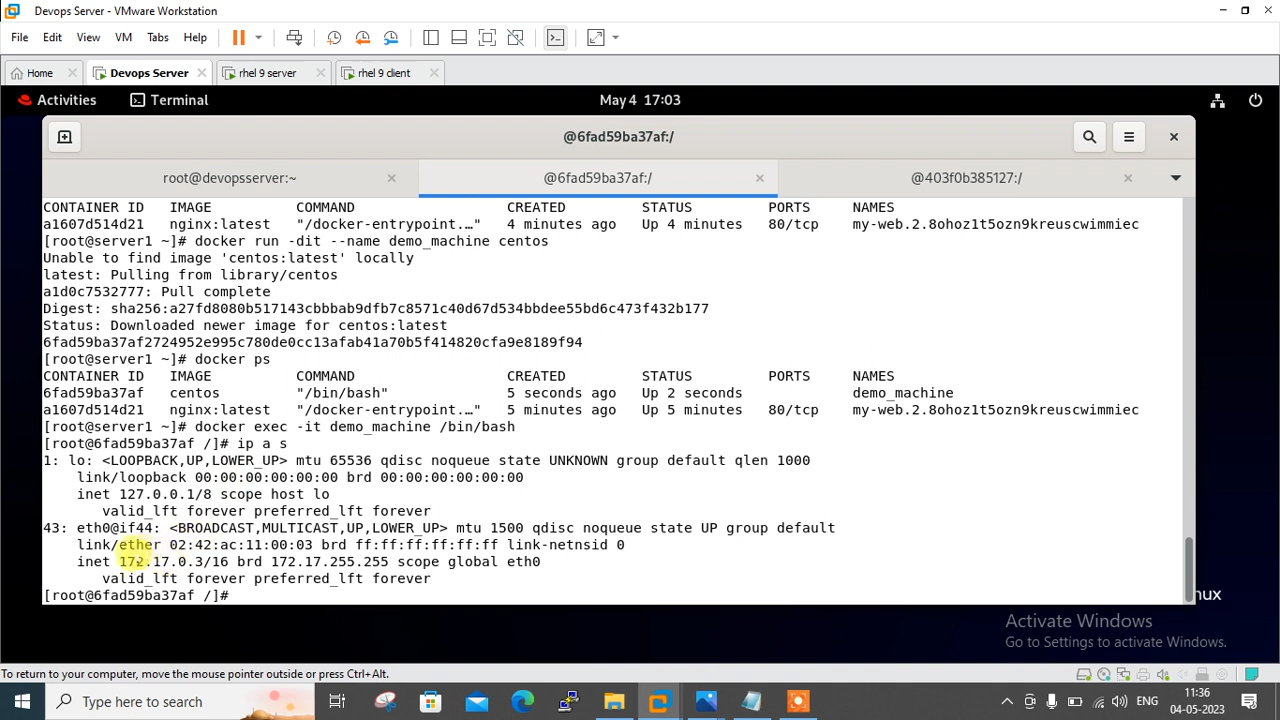 Devops Server - VMware Workstation
File Edit View VM Tabs Help
Home Devops Server rhel 9 server rhel 9 client
Activities Terminal May 4 17:03
@6fad59ba37af:/
root@devopsserver:~ @6fad59ba37af:/ @403f0b385127:/
CONTAINER ID IMAGE COMMAND CREATED STATUS PORTS NAMES
a1607d514d21 nginx:latest "/docker-entrypoint.…" 4 minutes ago Up 4 minutes 80/tcp my-web.2.8ohoz1t5ozn9kreuscwimmiec
[root@server1 ~]# docker run -dit --name demo_machine centos
Unable to find image 'centos:latest' locally
latest: Pulling from library/centos
a1d0c7532777: Pull complete
Digest: sha256:a27fd8080b517143cbbbab9dfb7c8571c40d67d534bbdee55bd6c473f432b177
Status: Downloaded newer image for centos:latest
6fad59ba37af2724952e995c780de0cc13afab41a70b5f414820cfa9e8189f94
[root@server1 ~]# docker ps
CONTAINER ID IMAGE COMMAND CREATED STATUS PORTS NAMES
6fad59ba37af centos "/bin/bash" 5 seconds ago Up 2 seconds demo_machine
a1607d514d21 nginx:latest "/docker-entrypoint.…" 5 minutes ago Up 5 minutes 80/tcp my-web.2.8ohoz1t5ozn9kreuscwimmiec
[root@server1 ~]# docker exec -it demo_machine /bin/bash
[root@6fad59ba37af /]# ip a s
1: lo: <LOOPBACK,UP,LOWER_UP> mtu 65536 qdisc noqueue state UNKNOWN group default qlen 1000
link/loopback 00:00:00:00:00:00 brd 00:00:00:00:00:00
inet 127.0.0.1/8 scope host lo
valid_lft forever preferred_lft forever
43: eth0@if44: <BROADCAST,MULTICAST,UP,LOWER_UP> mtu 1500 qdisc noqueue state UP group default
link/ether 02:42:ac:11:00:03 brd ff:ff:ff:ff:ff:ff link-netnsid 0
inet 172.17.0.3/16 brd 172.17.255.255 scope global eth0
valid_lft forever preferred_lft forever
[root@6fad59ba37af /]#
Activate Windows
Go to Settings to activate Windows.
To return to your computer, move the mouse pointer outside or press Ctrl+Alt.
Type here to search ENG 11:36
04-05-2023